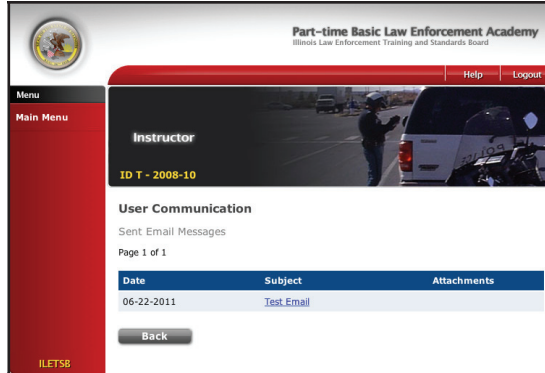 Part-time Basic Law Enforcement Academy
Illinois Law Enforcement Training and Standards Board
Help Logout
Menu
Main Menu
Instructor
ID T - 2008-10
POLICE
User Communication
Sent Email Messages
Page 1 of 1
Date Subject Attachments
06-22-2011 Test Email
Back
ILETSB